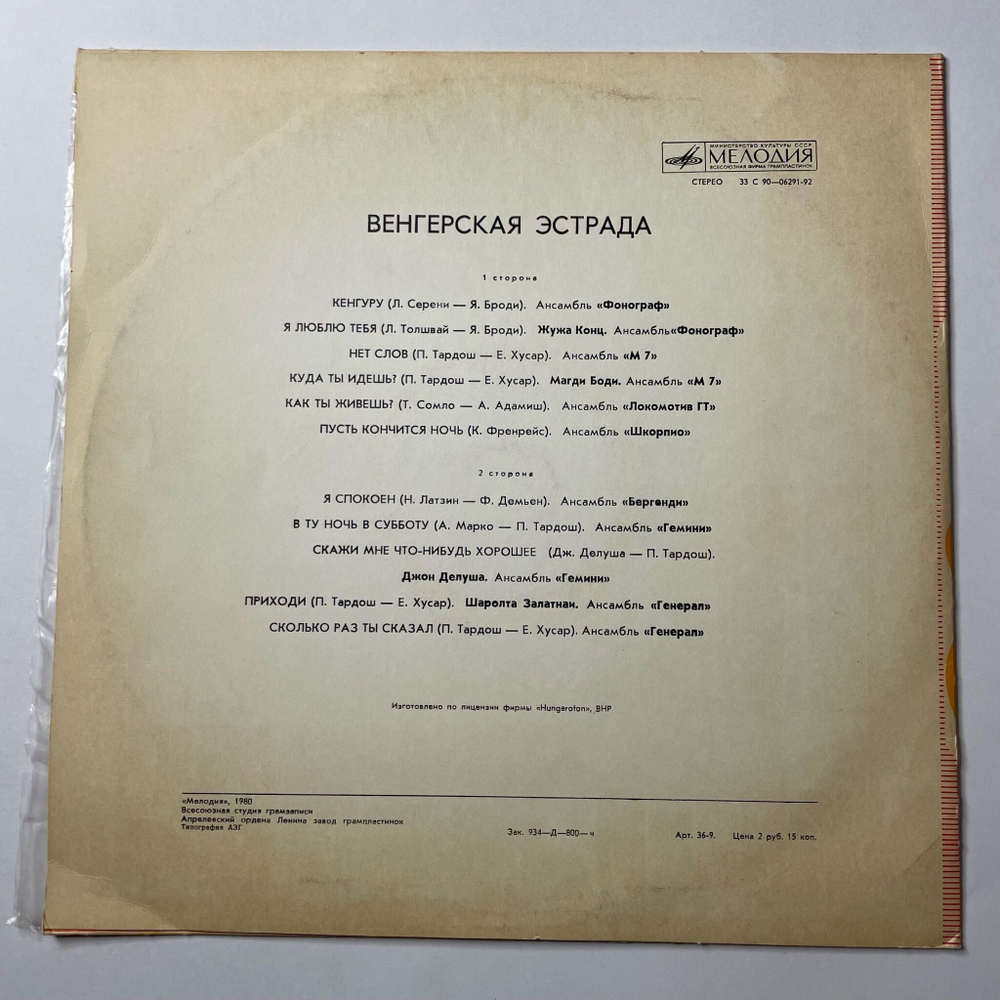 МИНИСТЕРСТВО КУЛЬТУРЫ СССР
МЕЛОДИЯ
ВСЕСОЮЗНАЯ ФИРМА ГРАМПЛАСТИНОК
СТЕРЕО 33 С 90—06291-92
ВЕНГЕРСКАЯ ЭСТРАДА
1 сторона
КЕНГУРУ (Л. Серени — Я. Броди). Ансамбль «Фонограф»
Я ЛЮБЛЮ ТЕБЯ (Л. Толшвай — Я. Броди). Жужа Конц. Ансамбль«Фонограф»
НЕТ СЛОВ (П. Тардош — Е. Хусар). Ансамбль «М 7»
КУДА ТЫ ИДЕШЬ? (П. Тардош — Е. Хусар). Магди Боди. Ансамбль «М 7»
КАК ТЫ ЖИВЕШЬ? (Т. Сомло — А. Адамиш). Ансамбль «Локомотив ГТ»
ПУСТЬ КОНЧИТСЯ НОЧЬ (К. Френрейс). Ансамбль «Шкорпио»
2 сторона
Я СПОКОЕН (Н. Латзин — Ф. Демьен). Ансамбль «Бергенди»
В ТУ НОЧЬ В СУББОТУ (А. Марко — П. Тардош). Ансамбль «Гемини»
СКАЖИ МНЕ ЧТО-НИБУДЬ ХОРОШЕЕ (Дж. Делуша — П. Тардош).
Джон Делуша. Ансамбль «Гемини»
ПРИХОДИ (П. Тардош — Е. Хусар). Шаролта Залатнаи. Ансамбль «Генерал»
СКОЛЬКО РАЗ ТЫ СКАЗАЛ (П. Тардош — Е. Хусар). Ансамбль «Генерал»
Изготовлено по лицензии фирмы «Hungaroton», ВНР
«Мелодия», 1980
Всесоюзная студия грамзаписи
Апрелевский ордена Ленина завод грампластинок
Типография АЗГ
Зак. 934—Д—800—ч Арт. 36-9. Цена 2 руб. 15 коп.